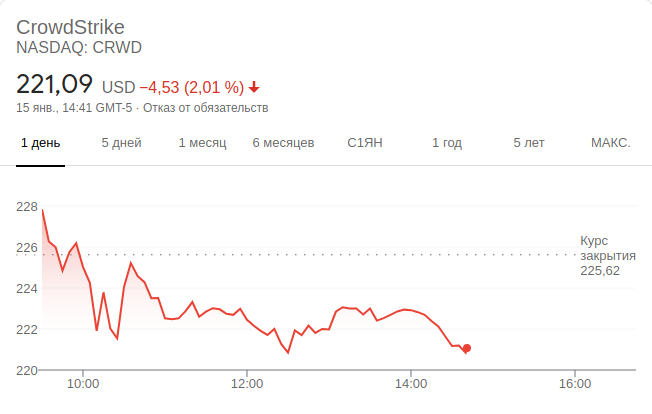 CrowdStrike
NASDAQ: CRWD
221,09 USD −4,53 (2,01 %)
15 янв., 14:41 GMT-5 · Отказ от обязательств
1 день 5 дней 1 месяц 6 месяцев С1ЯН 1 год 5 лет МАКС.
228
226
224
222
220
Курс
закрытия
225,62
10:00 12:00 14:00 16:00